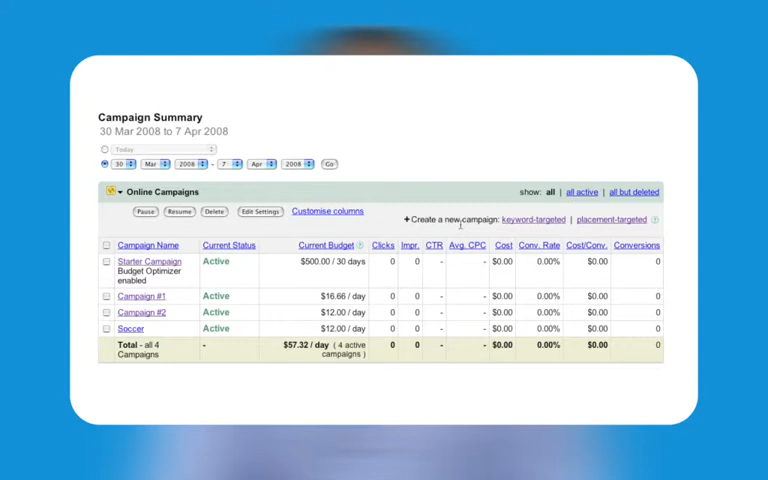 Campaign Summary
30 Mar 2008 to 7 Apr 2008
Today
30 Mar 2008 - 7 Apr 2008 Go
Online Campaigns show: all | all active | all but deleted
Pause Resume Delete Edit Settings Customise columns
+ Create a new campaign: keyword-targeted | placement-targeted ?
Campaign Name Current Status Current Budget ? Clicks Impr. CTR Avg. CPC Cost Conv. Rate Cost/Conv. Conversions
Starter Campaign Active $500.00 / 30 days 0 0 - - $0.00 0.00% $0.00 0
Budget Optimizer
enabled
Campaign #1 Active $16.66 / day 0 0 - - $0.00 0.00% $0.00 0
Campaign #2 Active $12.00 / day 0 0 - - $0.00 0.00% $0.00 0
Soccer Active $12.00 / day 0 0 - - $0.00 0.00% $0.00 0
Total - all 4 - $57.32 / day ( 4 active 0 0 - - $0.00 0.00% $0.00 0
Campaigns campaigns )